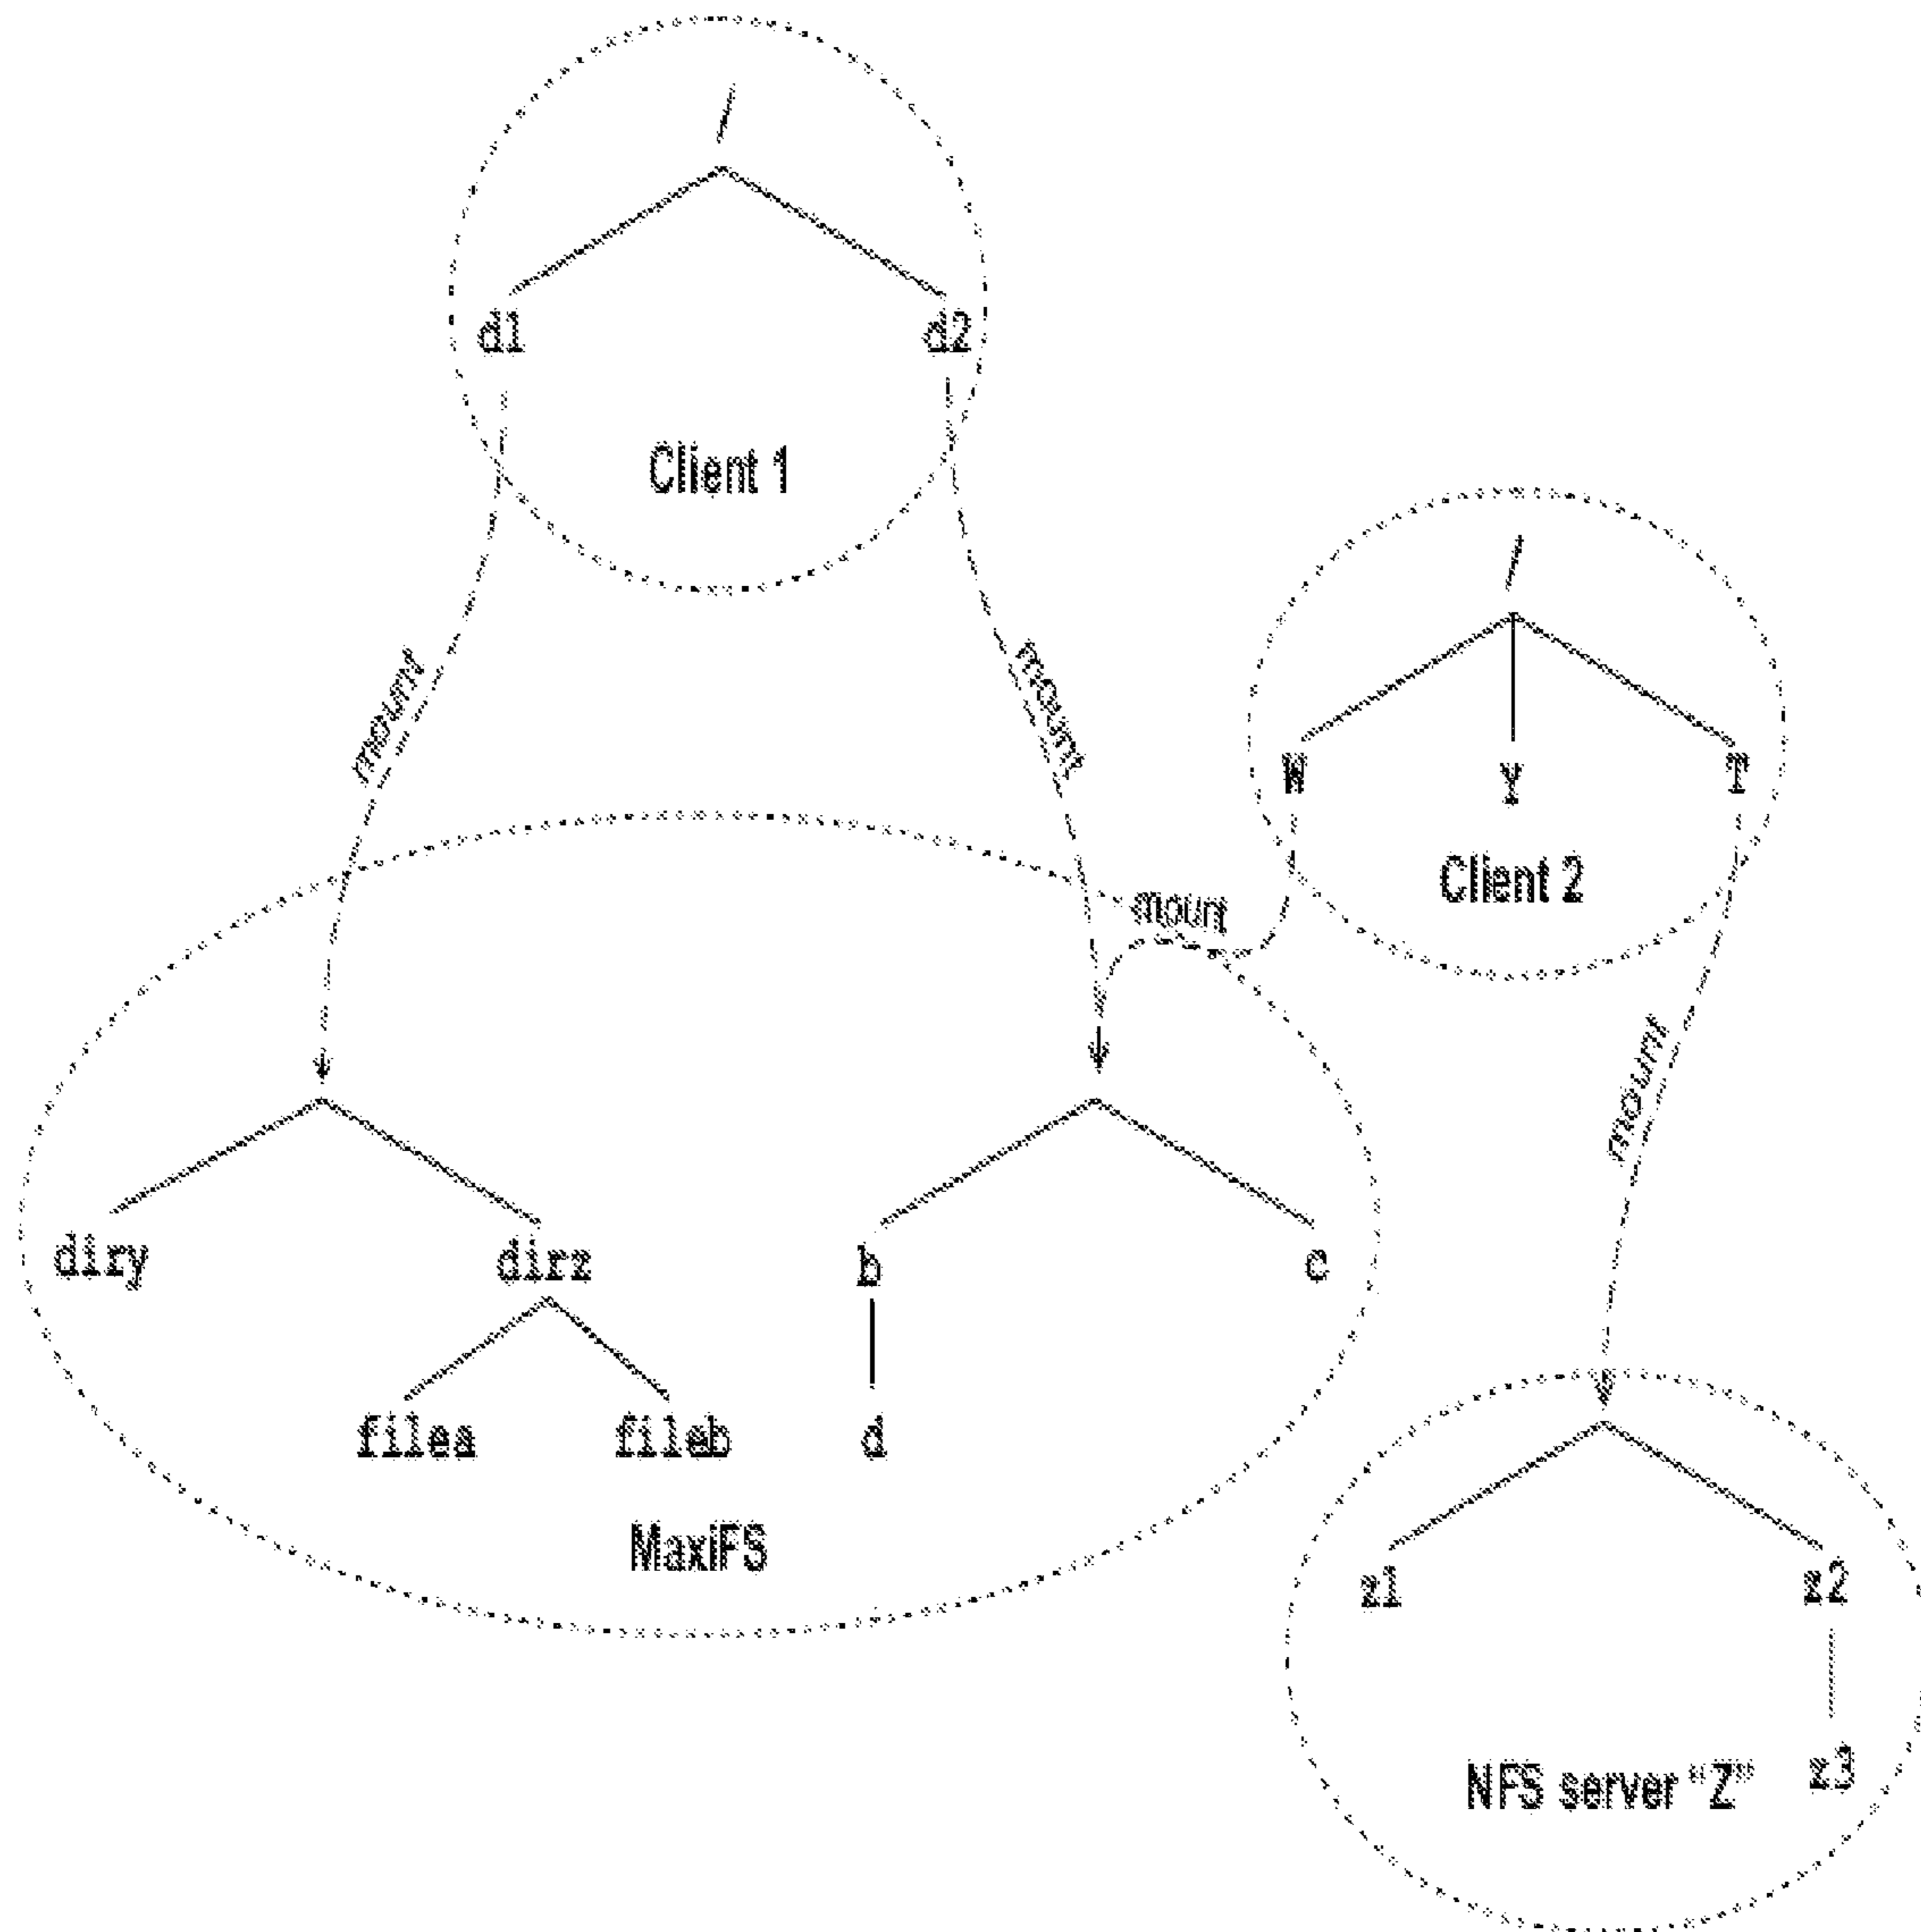 /
d1
d2
Client 1
mount
mount
/
W
Y
T
Client 2
mount
mount
diry
dirz
b
c
filea
fileb
d
MaxiFS
z1
z2
z3
NFS server "Z"